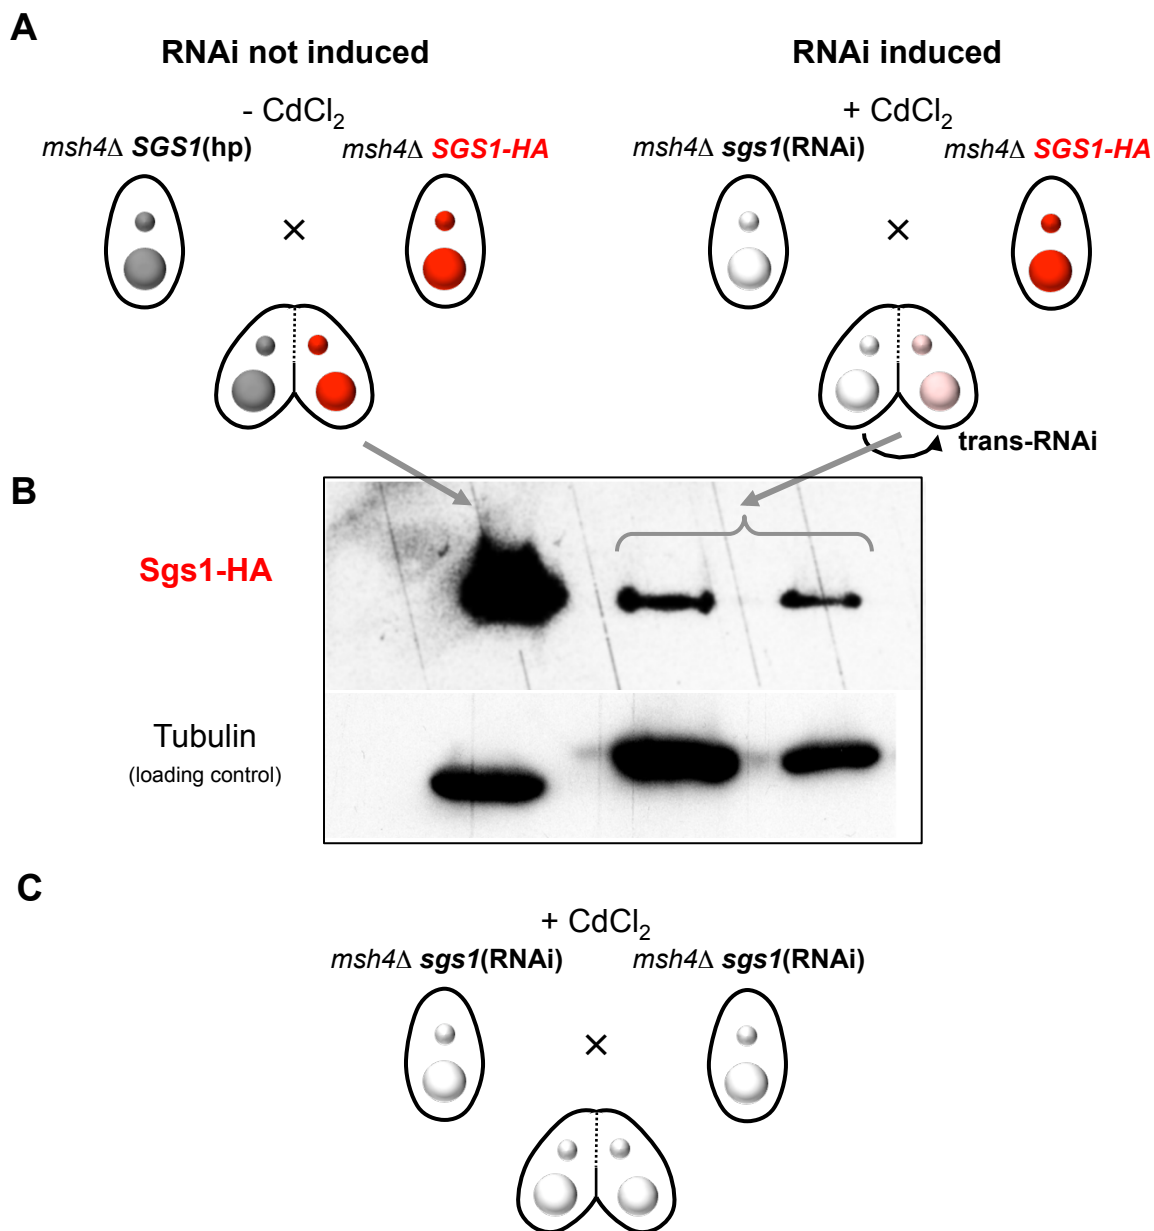 A
RNAi not induced
RNAi induced
- CdCl₂
+ CdCl₂
msh4Δ SGS1(hp)
msh4Δ SGS1-HA
msh4Δ sgs1(RNAi)
msh4Δ SGS1-HA
×
×
trans-RNAi
B
Sgs1-HA
Tubulin
(loading control)
C
+ CdCl₂
msh4Δ sgs1(RNAi)
msh4Δ sgs1(RNAi)
×